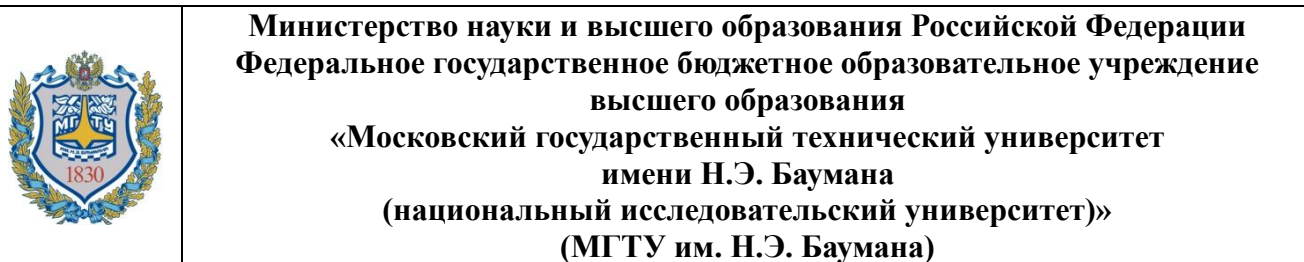 Министерство науки и высшего образования Российской Федерации
Федеральное государственное бюджетное образовательное учреждение
высшего образования
«Московский государственный технический университет
имени Н.Э. Баумана
(национальный исследовательский университет)»
(МГТУ им. Н.Э. Баумана)
МГТУ
1830